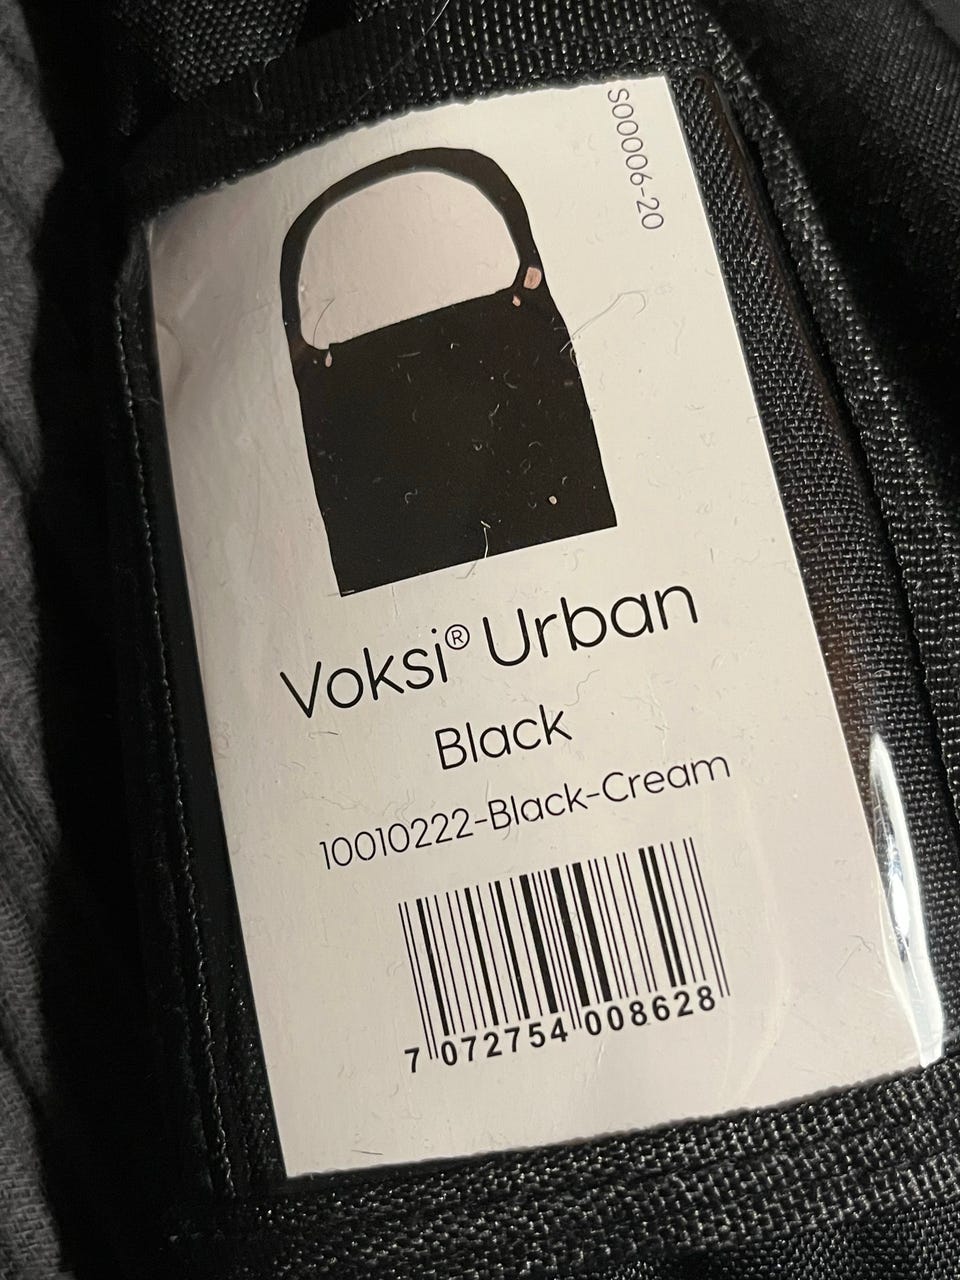 S00006-20
Voksi® Urban
Black
10010222-Black-Cream
7 072754 008628